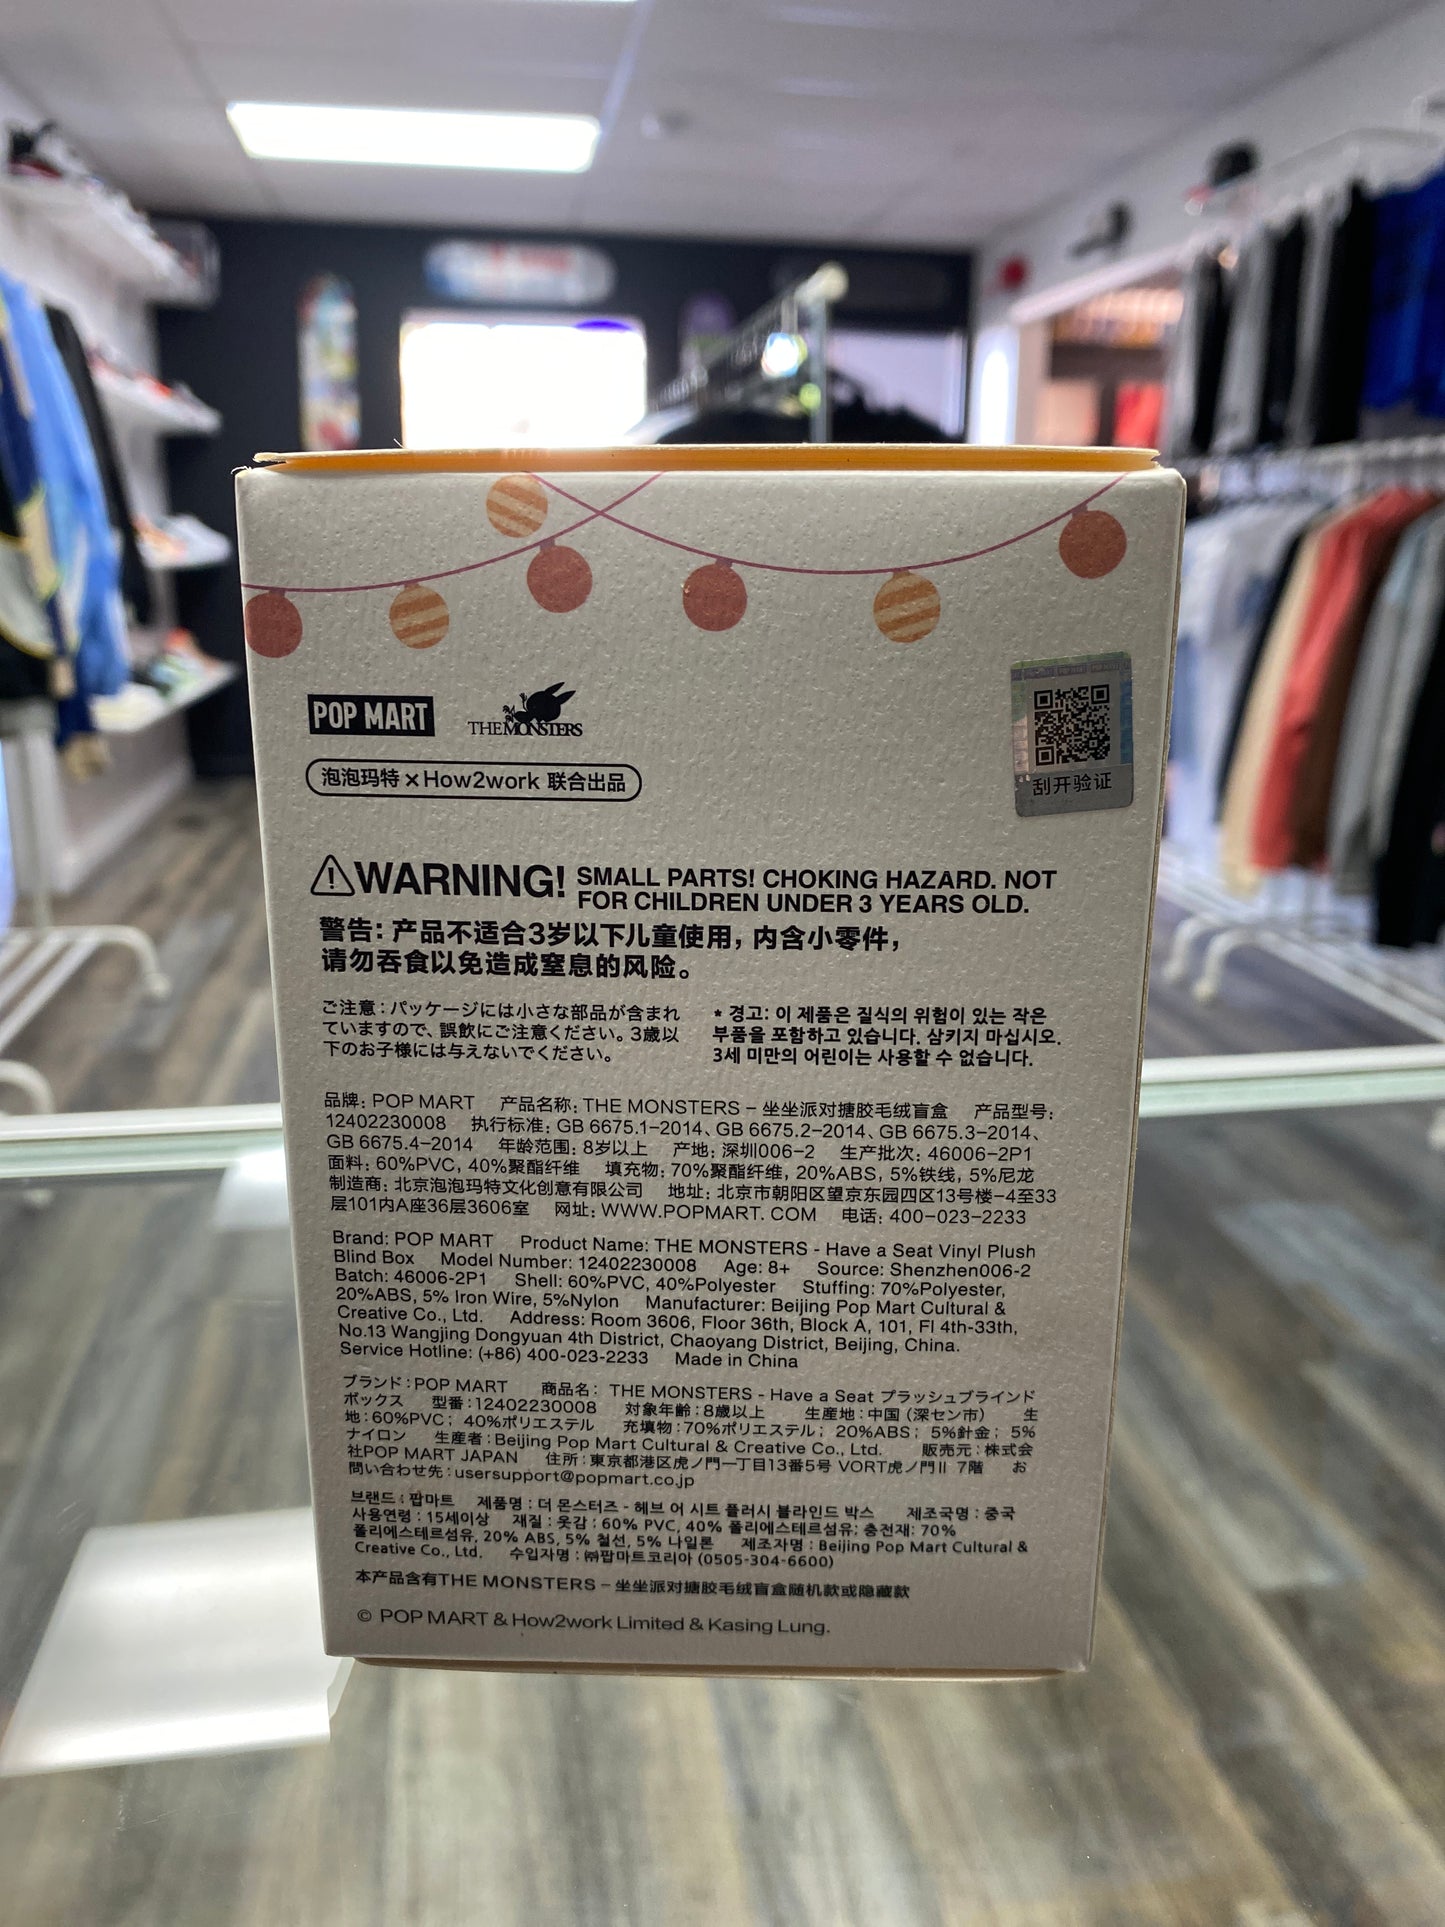 POP MART
THE MONSTERS
泡泡玛特×How2work 联合出品
刮开验证
WARNING! SMALL PARTS! CHOKING HAZARD. NOT
FOR CHILDREN UNDER 3 YEARS OLD.
警告: 产品不适合3岁以下儿童使用, 内含小零件,
请勿吞食以免造成窒息的风险。
ご注意:パッケージには小さな部品が含まれ
ていますので、誤飲にご注意ください。3歳以
下のお子様には与えないでください。
* 경고: 이 제품은 질식의 위험이 있는 작은
부품을 포함하고 있습니다. 삼키지 마십시오.
3세 미만의 어린이는 사용할 수 없습니다.
品牌: POP MART 产品名称: THE MONSTERS – 坐坐派对搪胶毛绒盲盒 产品型号:
12402230008 执行标准: GB 6675.1–2014、GB 6675.2–2014、GB 6675.3–2014、
GB 6675.4–2014 年龄范围: 8岁以上 产地: 深圳006–2 生产批次: 46006–2P1
面料: 60%PVC, 40%聚酯纤维 填充物: 70%聚酯纤维, 20%ABS, 5%铁线, 5%尼龙
制造商: 北京泡泡玛特文化创意有限公司 地址: 北京市朝阳区望京东园四区13号楼–4至33
层101内A座36层3606室 网址: WWW.POPMART. COM 电话: 400–023–2233
Brand: POP MART Product Name: THE MONSTERS - Have a Seat Vinyl Plush
Blind Box Model Number: 12402230008 Age: 8+ Source: Shenzhen006-2
Batch: 46006-2P1 Shell: 60%PVC, 40%Polyester Stuffing: 70%Polyester,
20%ABS, 5% Iron Wire, 5%Nylon Manufacturer: Beijing Pop Mart Cultural &
Creative Co., Ltd. Address: Room 3606, Floor 36th, Block A, 101, Fl 4th-33th,
No.13 Wangjing Dongyuan 4th District, Chaoyang District, Beijing, China.
Service Hotline: (+86) 400-023-2233 Made in China
ブランド:POP MART 商品名: THE MONSTERS - Have a Seat プラッシュブラインド
ボックス 型番:12402230008 対象年齢:8歳以上 生産地:中国 (深セン市) 生
地:60%PVC; 40%ポリエステル 充填物:70%ポリエステル; 20%ABS; 5%針金; 5%
ナイロン 生産者:Beijing Pop Mart Cultural & Creative Co., Ltd. 販売元:株式会
社POP MART JAPAN 住所:東京都港区虎ノ門一丁目13番5号 VORT虎ノ門Ⅱ 7階 お
問い合わせ先:usersupport@popmart.co.jp
브랜드 : 팝마트 제품명 : 더 몬스터즈 - 헤브 어 시트 플러시 블라인드 박스 제조국명 : 중국
사용연령 : 15세이상 재질 : 옷감 : 60% PVC, 40% 폴리에스테르섬유; 충전재: 70%
폴리에스테르섬유, 20% ABS, 5% 철선, 5% 나일론 제조자명 : Beijing Pop Mart Cultural &
Creative Co., Ltd. 수입자명 : ㈜팝마트코리아 (0505-304-6600)
本产品含有THE MONSTERS – 坐坐派对搪胶毛绒盲盒随机款或隐藏款
© POP MART & How2work Limited & Kasing Lung.